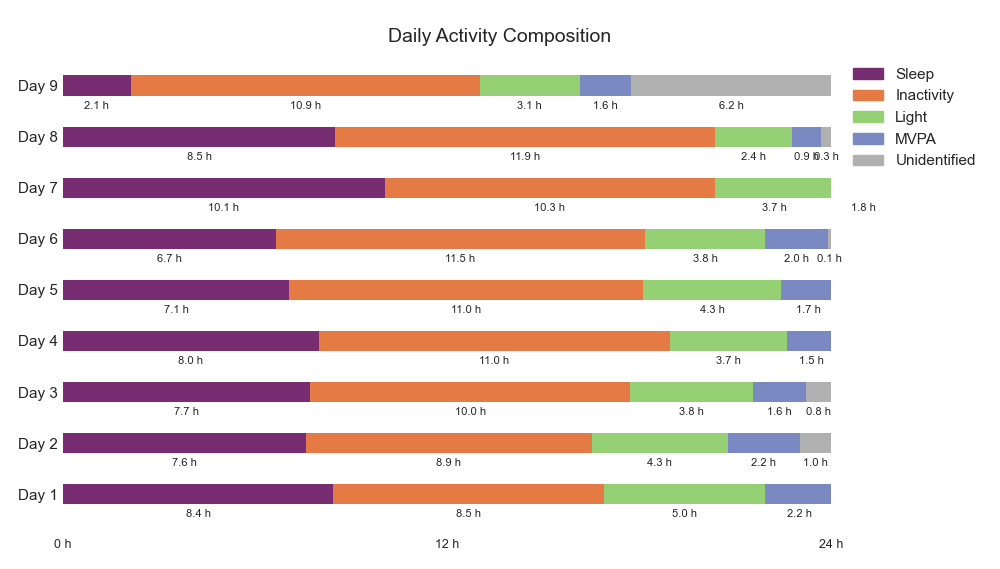 Daily Activity Composition
Day 9
2.1 h 10.9 h 3.1 h 1.6 h 6.2 h
Day 8
8.5 h 11.9 h 2.4 h 0.9 h 0.3 h
Day 7
10.1 h 10.3 h 3.7 h 1.8 h
Day 6
6.7 h 11.5 h 3.8 h 2.0 h 0.1 h
Day 5
7.1 h 11.0 h 4.3 h 1.7 h
Day 4
8.0 h 11.0 h 3.7 h 1.5 h
Day 3
7.7 h 10.0 h 3.8 h 1.6 h 0.8 h
Day 2
7.6 h 8.9 h 4.3 h 2.2 h 1.0 h
Day 1
8.4 h 8.5 h 5.0 h 2.2 h
0 h 12 h 24 h
Sleep
Inactivity
Light
MVPA
Unidentified